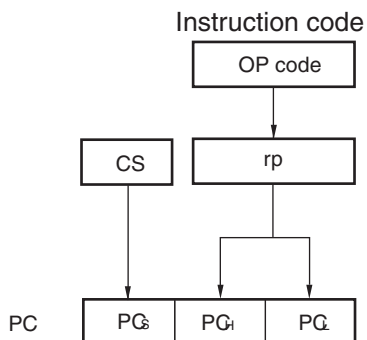 Instruction code
OP code
CS
rp
PC
PCS
PCH
PCL